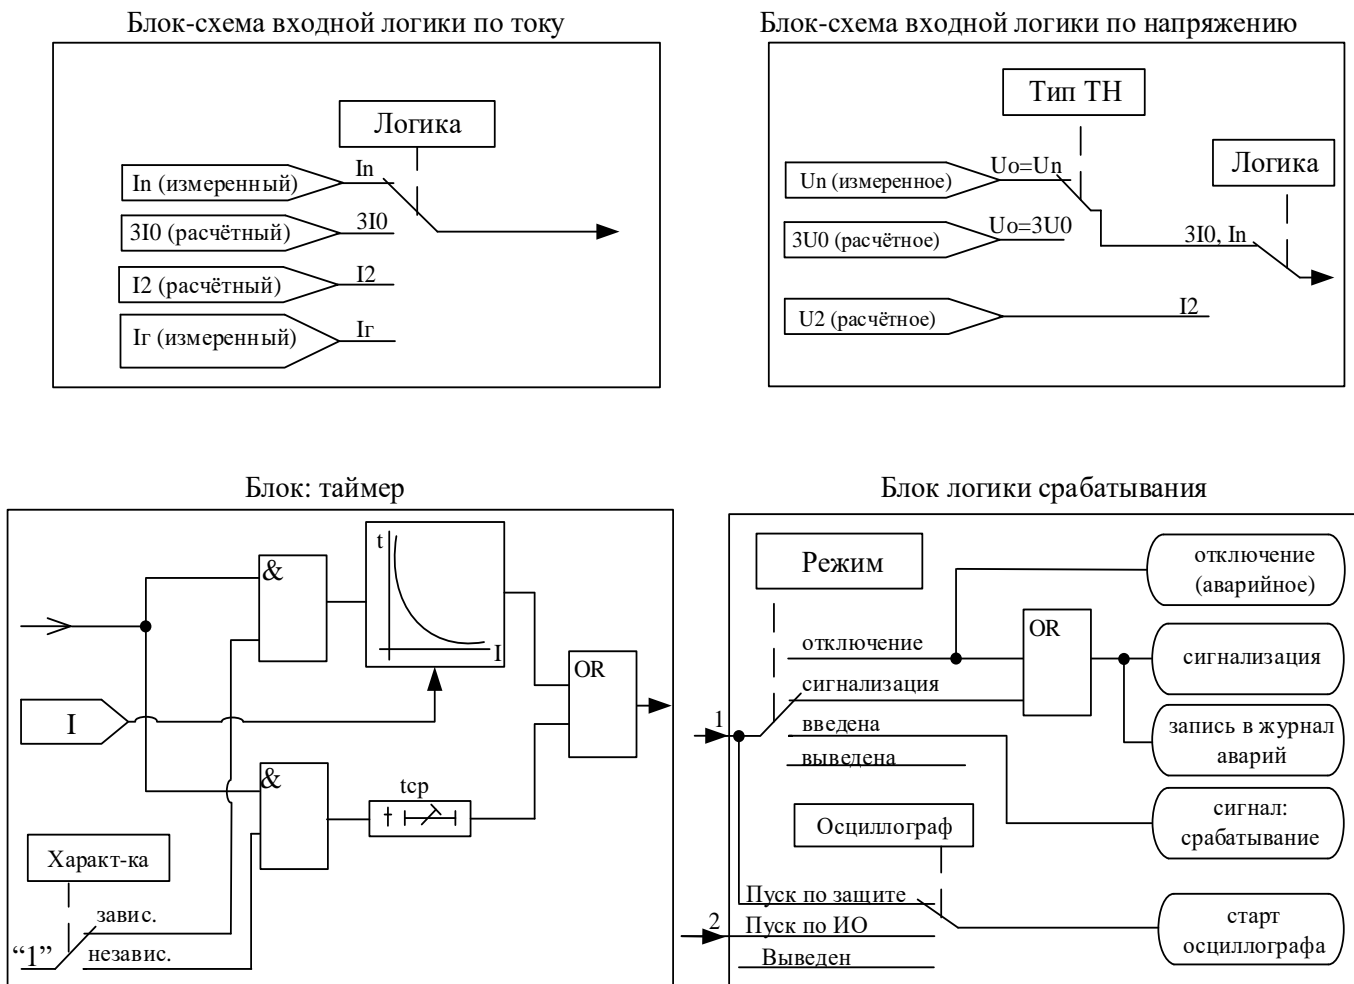 Блок-схема входной логики по току
Логика
In (измеренный)
In
3I0 (расчётный)
3I0
I2 (расчётный)
I2
Iг (измеренный)
Iг
Блок-схема входной логики по напряжению
Тип ТН
Логика
Un (измеренное)
Uo=Un
3U0 (расчётное)
Uo=3U0
3I0, In
U2 (расчётное)
I2
Блок: таймер
&
t
I
OR
I
&
tср
Характ-ка
завис.
“1”
независ.
Блок логики срабатывания
Режим
отключение
(аварийное)
OR
отключение
сигнализация
сигнализация
1
введена
запись в журнал
аварий
выведена
сигнал:
срабатывание
Осциллограф
Пуск по защите
2
Пуск по ИО
Выведен
старт
осциллографа